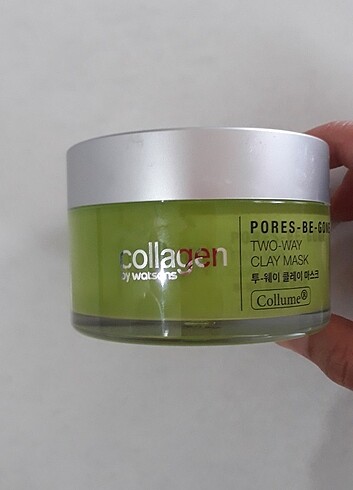 collagen
by watsons
PORES-BE-GONE
TWO-WAY
CLAY MASK
투-웨이 클레이 마스크
Collume®